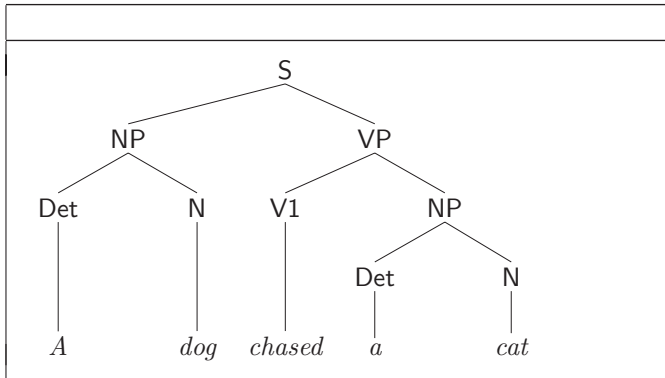 S
NP VP
Det N V1 NP
Det N
A dog chased a cat